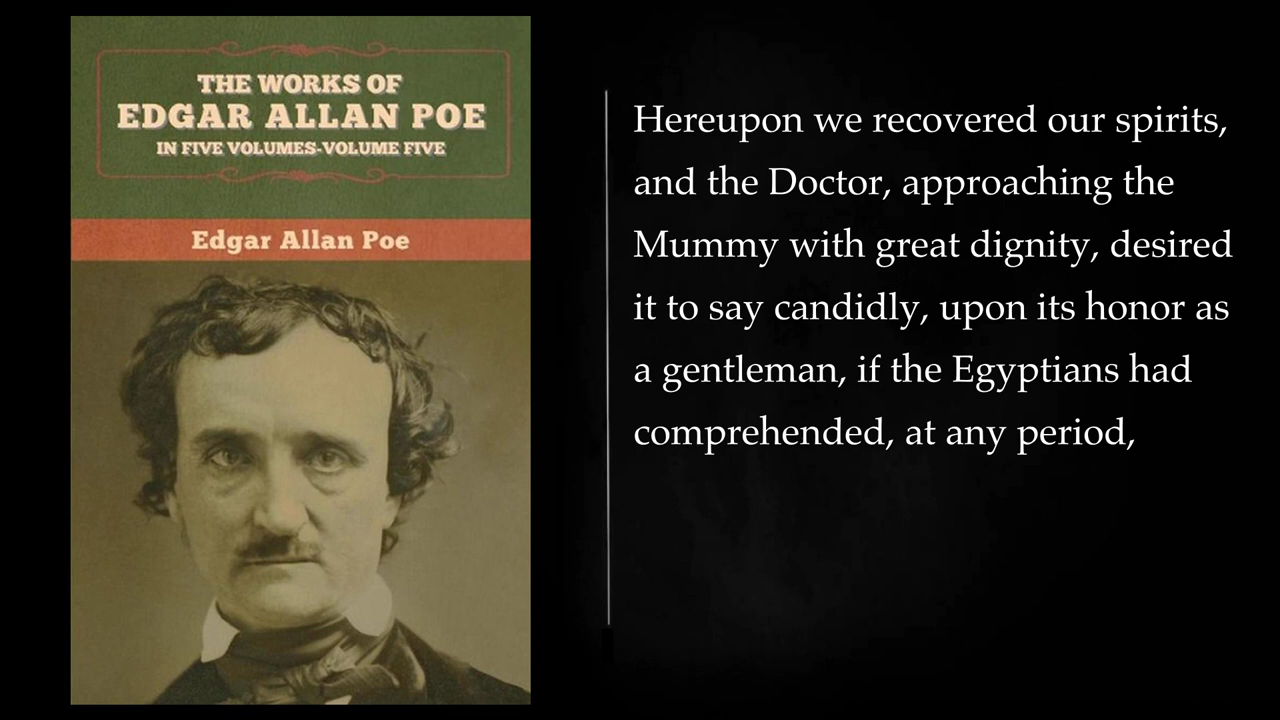 THE WORKS OF
EDGAR ALLAN POE
IN FIVE VOLUMES-VOLUME FIVE
Edgar Allan Poe
Hereupon we recovered our spirits,
and the Doctor, approaching the
Mummy with great dignity, desired
it to say candidly, upon its honor as
a gentleman, if the Egyptians had
comprehended, at any period,